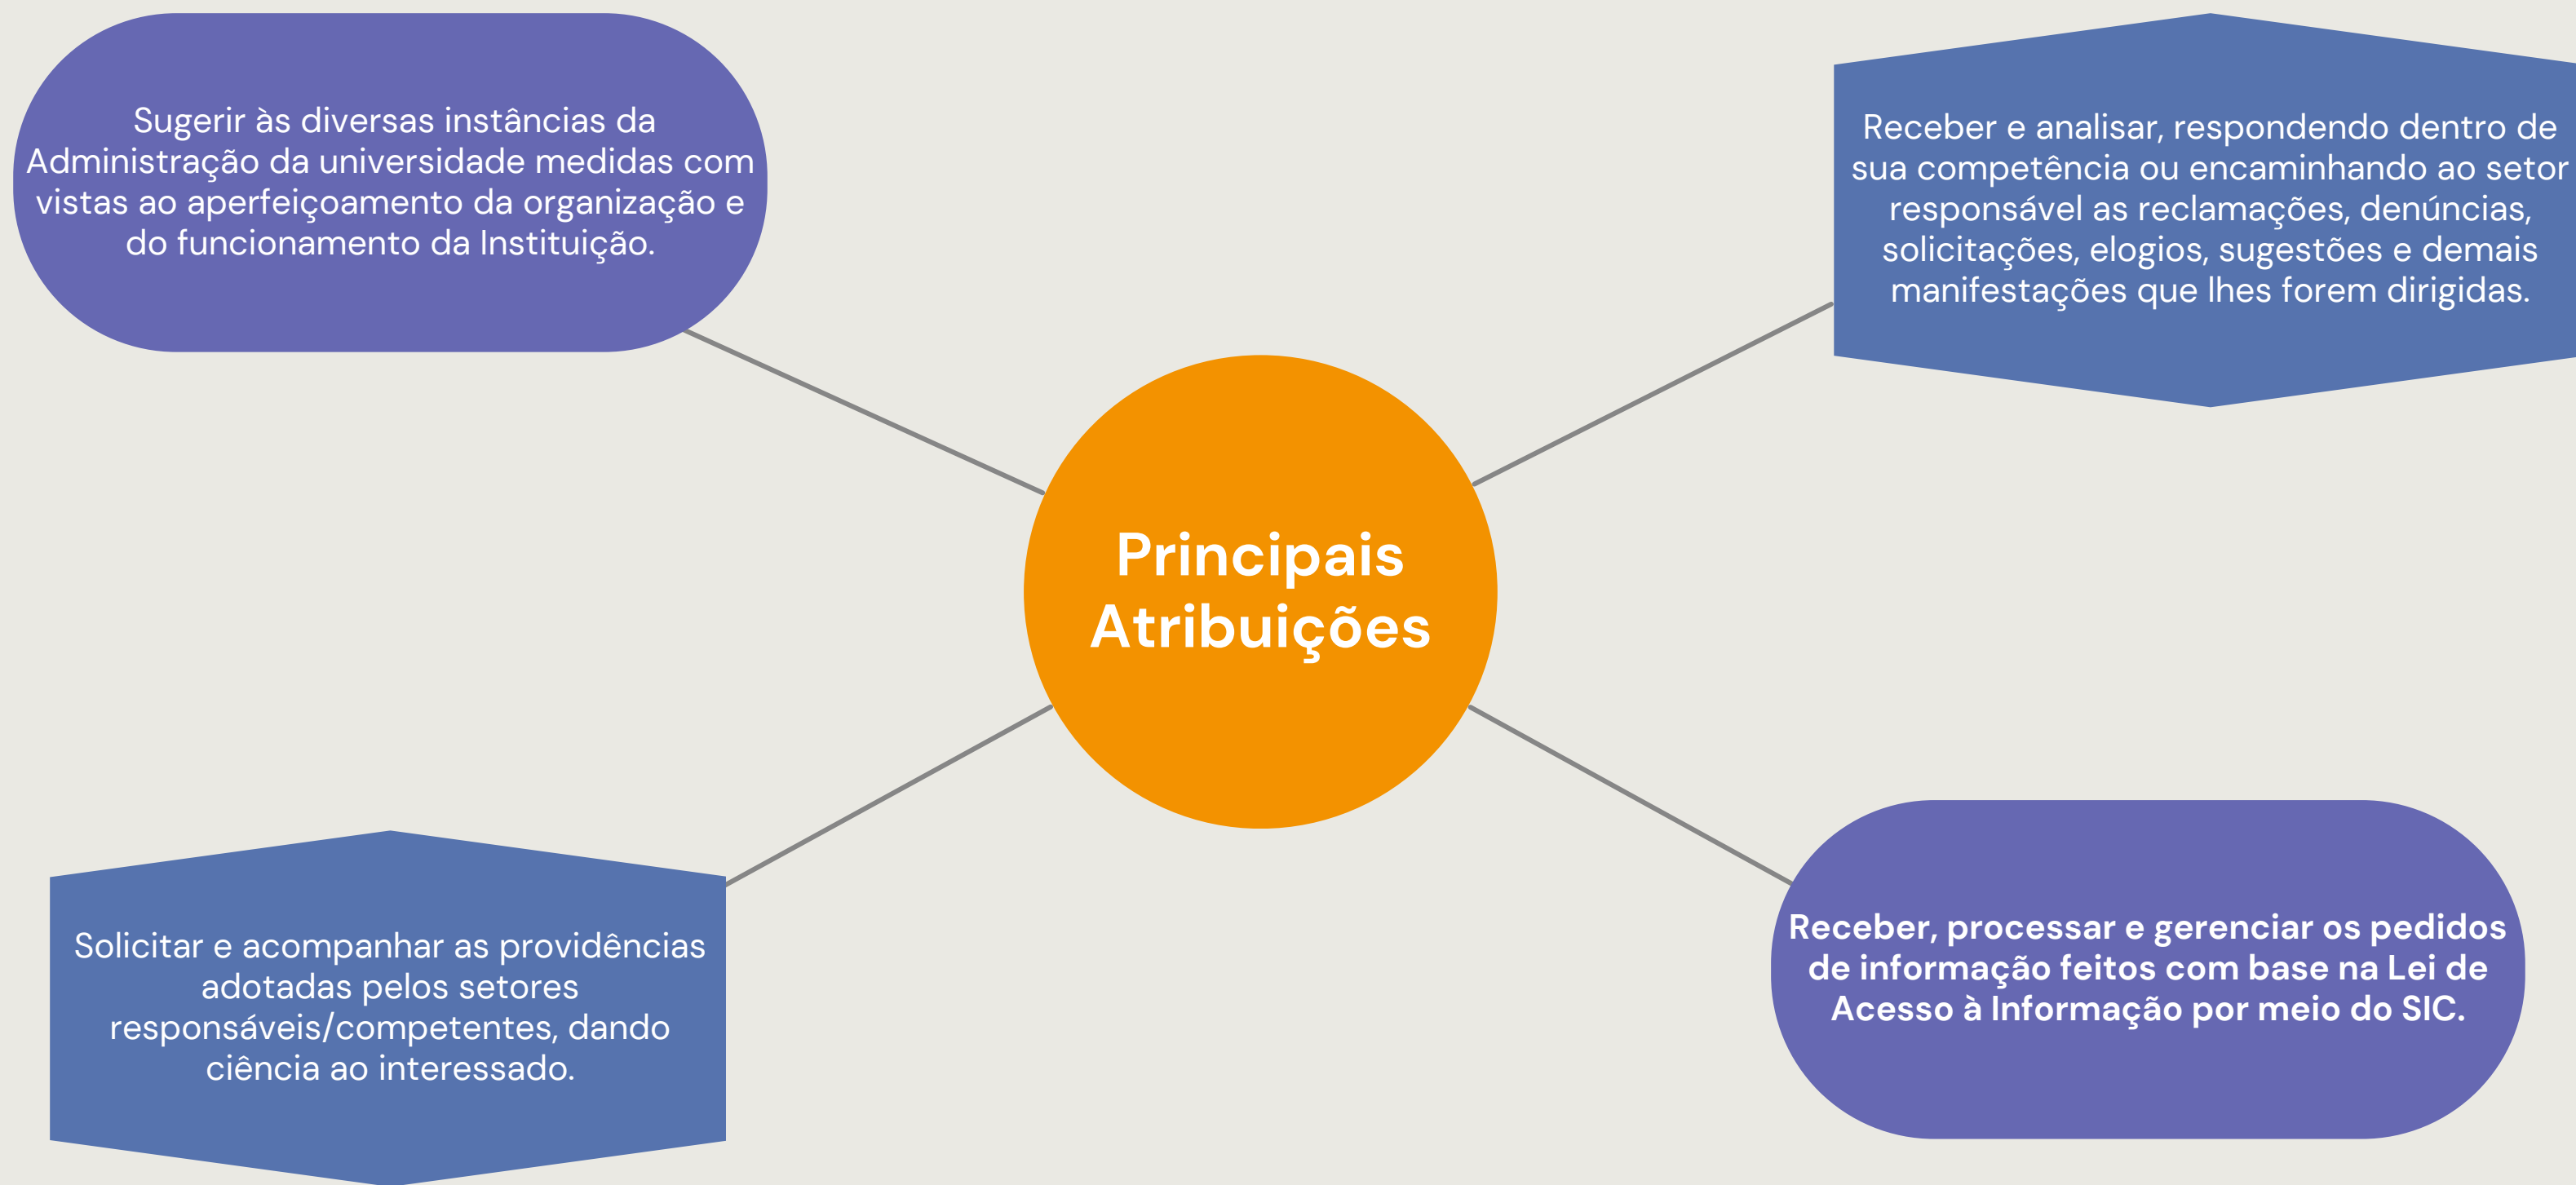 Sugerir às diversas instâncias da
Administração da universidade medidas com
vistas ao aperfeiçoamento da organização e
do funcionamento da Instituição.
Receber e analisar, respondendo dentro de
sua competência ou encaminhando ao setor
responsável as reclamações, denúncias,
solicitações, elogios, sugestões e demais
manifestações que lhes forem dirigidas.
Principais
Atribuições
Solicitar e acompanhar as providências
adotadas pelos setores
responsáveis/competentes, dando
ciência ao interessado.
Receber, processar e gerenciar os pedidos
de informação feitos com base na Lei de
Acesso à Informação por meio do SIC.